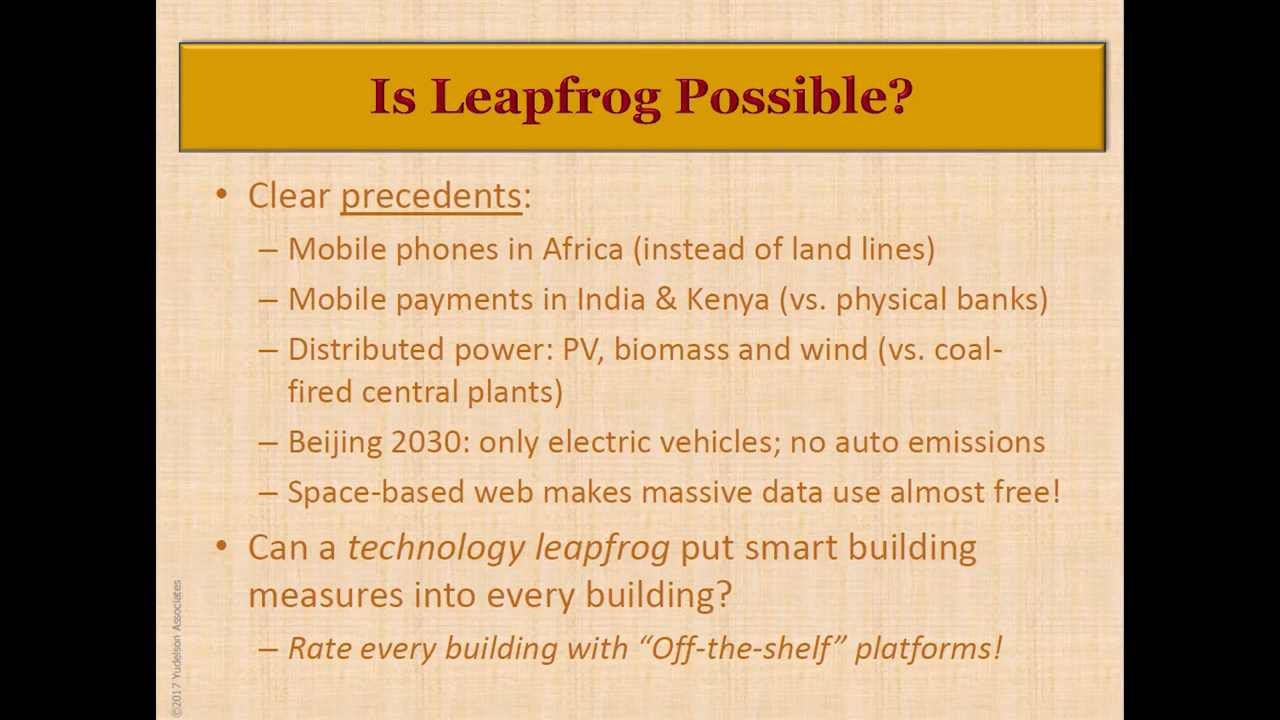 Is Leapfrog Possible?
• Clear precedents:
– Mobile phones in Africa (instead of land lines)
– Mobile payments in India & Kenya (vs. physical banks)
– Distributed power: PV, biomass and wind (vs. coal-
fired central plants)
– Beijing 2030: only electric vehicles; no auto emissions
– Space-based web makes massive data use almost free!
• Can a technology leapfrog put smart building
measures into every building?
– Rate every building with “Off-the-shelf” platforms!
©2017 Yudelson Associates